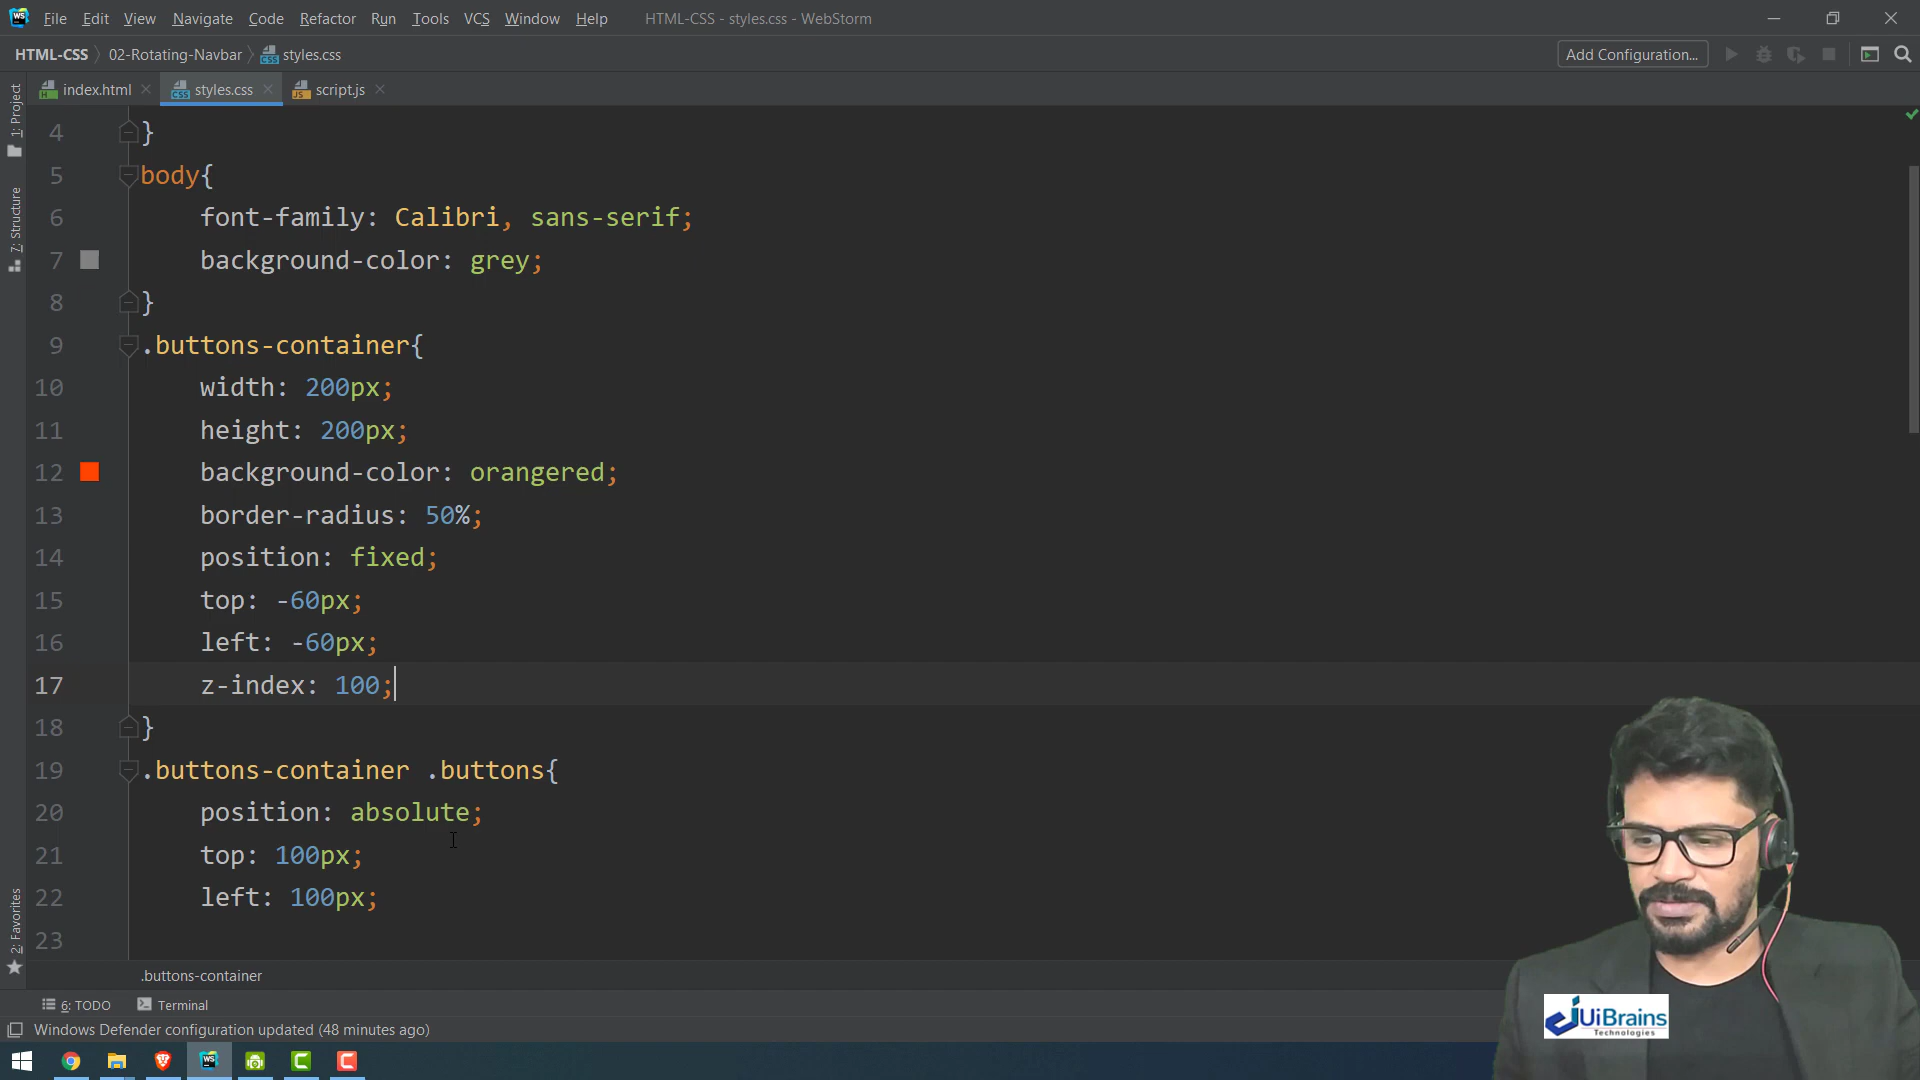 WS File Edit View Navigate Code Refactor Run Tools VCS Window Help HTML-CSS - styles.css - WebStorm
HTML-CSS 02-Rotating-Navbar styles.css Add Configuration...
index.html styles.css script.js
1: Project
7: Structure
2: Favorites
4 }
5 body{
6 font-family: Calibri, sans-serif;
7 background-color: grey;
8 }
9 .buttons-container{
10 width: 200px;
11 height: 200px;
12 background-color: orangered;
13 border-radius: 50%;
14 position: fixed;
15 top: -60px;
16 left: -60px;
17 z-index: 100;
18 }
19 .buttons-container .buttons{
20 position: absolute;
21 top: 100px;
22 left: 100px;
23
.buttons-container
6: TODO Terminal
Windows Defender configuration updated (48 minutes ago)
UiBrains
Technologies
WS